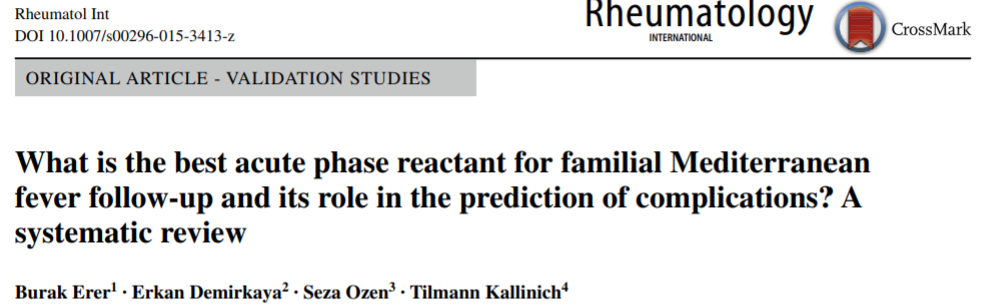 Rheumatol Int
DOI 10.1007/s00296-015-3413-z
Rheumatology
INTERNATIONAL
CrossMark
ORIGINAL ARTICLE - VALIDATION STUDIES
What is the best acute phase reactant for familial Mediterranean
fever follow-up and its role in the prediction of complications? A
systematic review
Burak Erer¹ · Erkan Demirkaya² · Seza Ozen³ · Tilmann Kallinich⁴